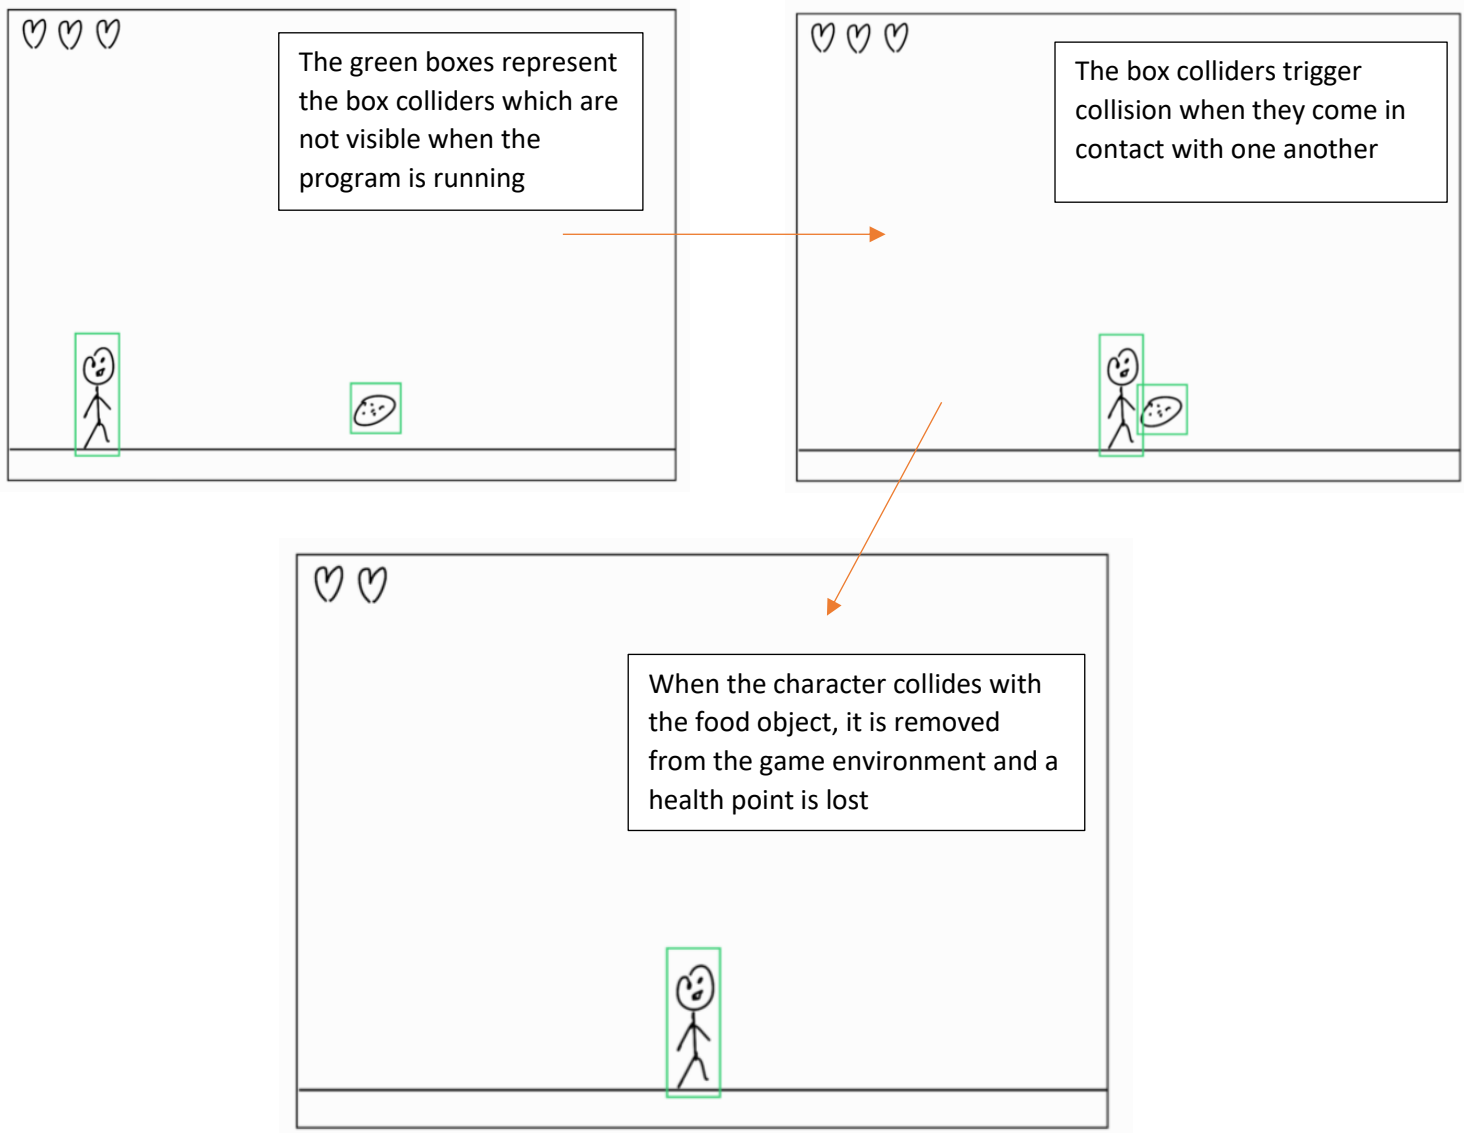 The green boxes represent
the box colliders which are
not visible when the
program is running
The box colliders trigger
collision when they come in
contact with one another
When the character collides with
the food object, it is removed
from the game environment and a
health point is lost